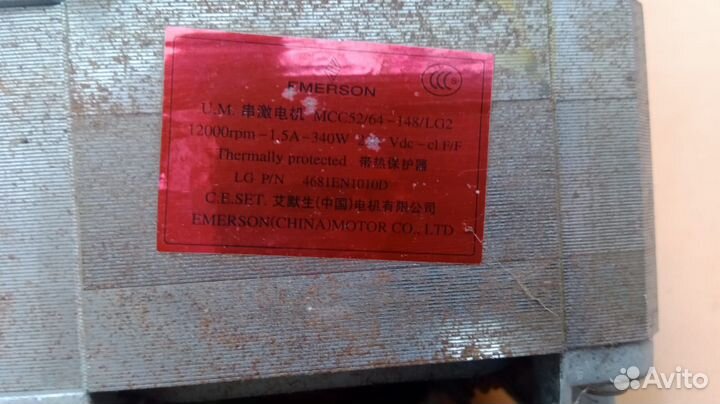 EMERSON
U.M. 串激电机 MCC52/64-148/LG2
12000rpm-1.5A-340W Vdc-cl.F/F
Thermally protected 带热保护器
LG P/N 4681EN1010D
C.E.SET. 艾默生(中国)电机有限公司
EMERSON(CHINA)MOTOR CO., LTD
Avito